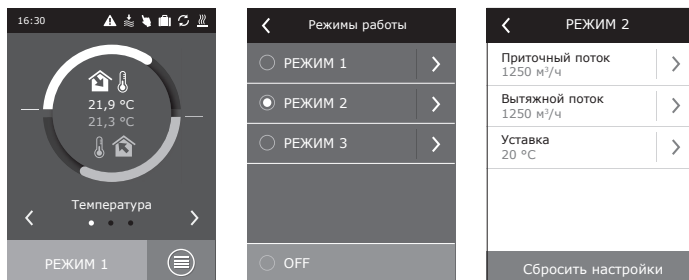 16:30
21,9 °C
21,3 °C
Температура
РЕЖИМ 1
Режимы работы
РЕЖИМ 1
РЕЖИМ 2
РЕЖИМ 3
OFF
РЕЖИМ 2
Приточный поток
1250 м³/ч
Вытяжной поток
1250 м³/ч
Уставка
20 °C
Сбросить настройки